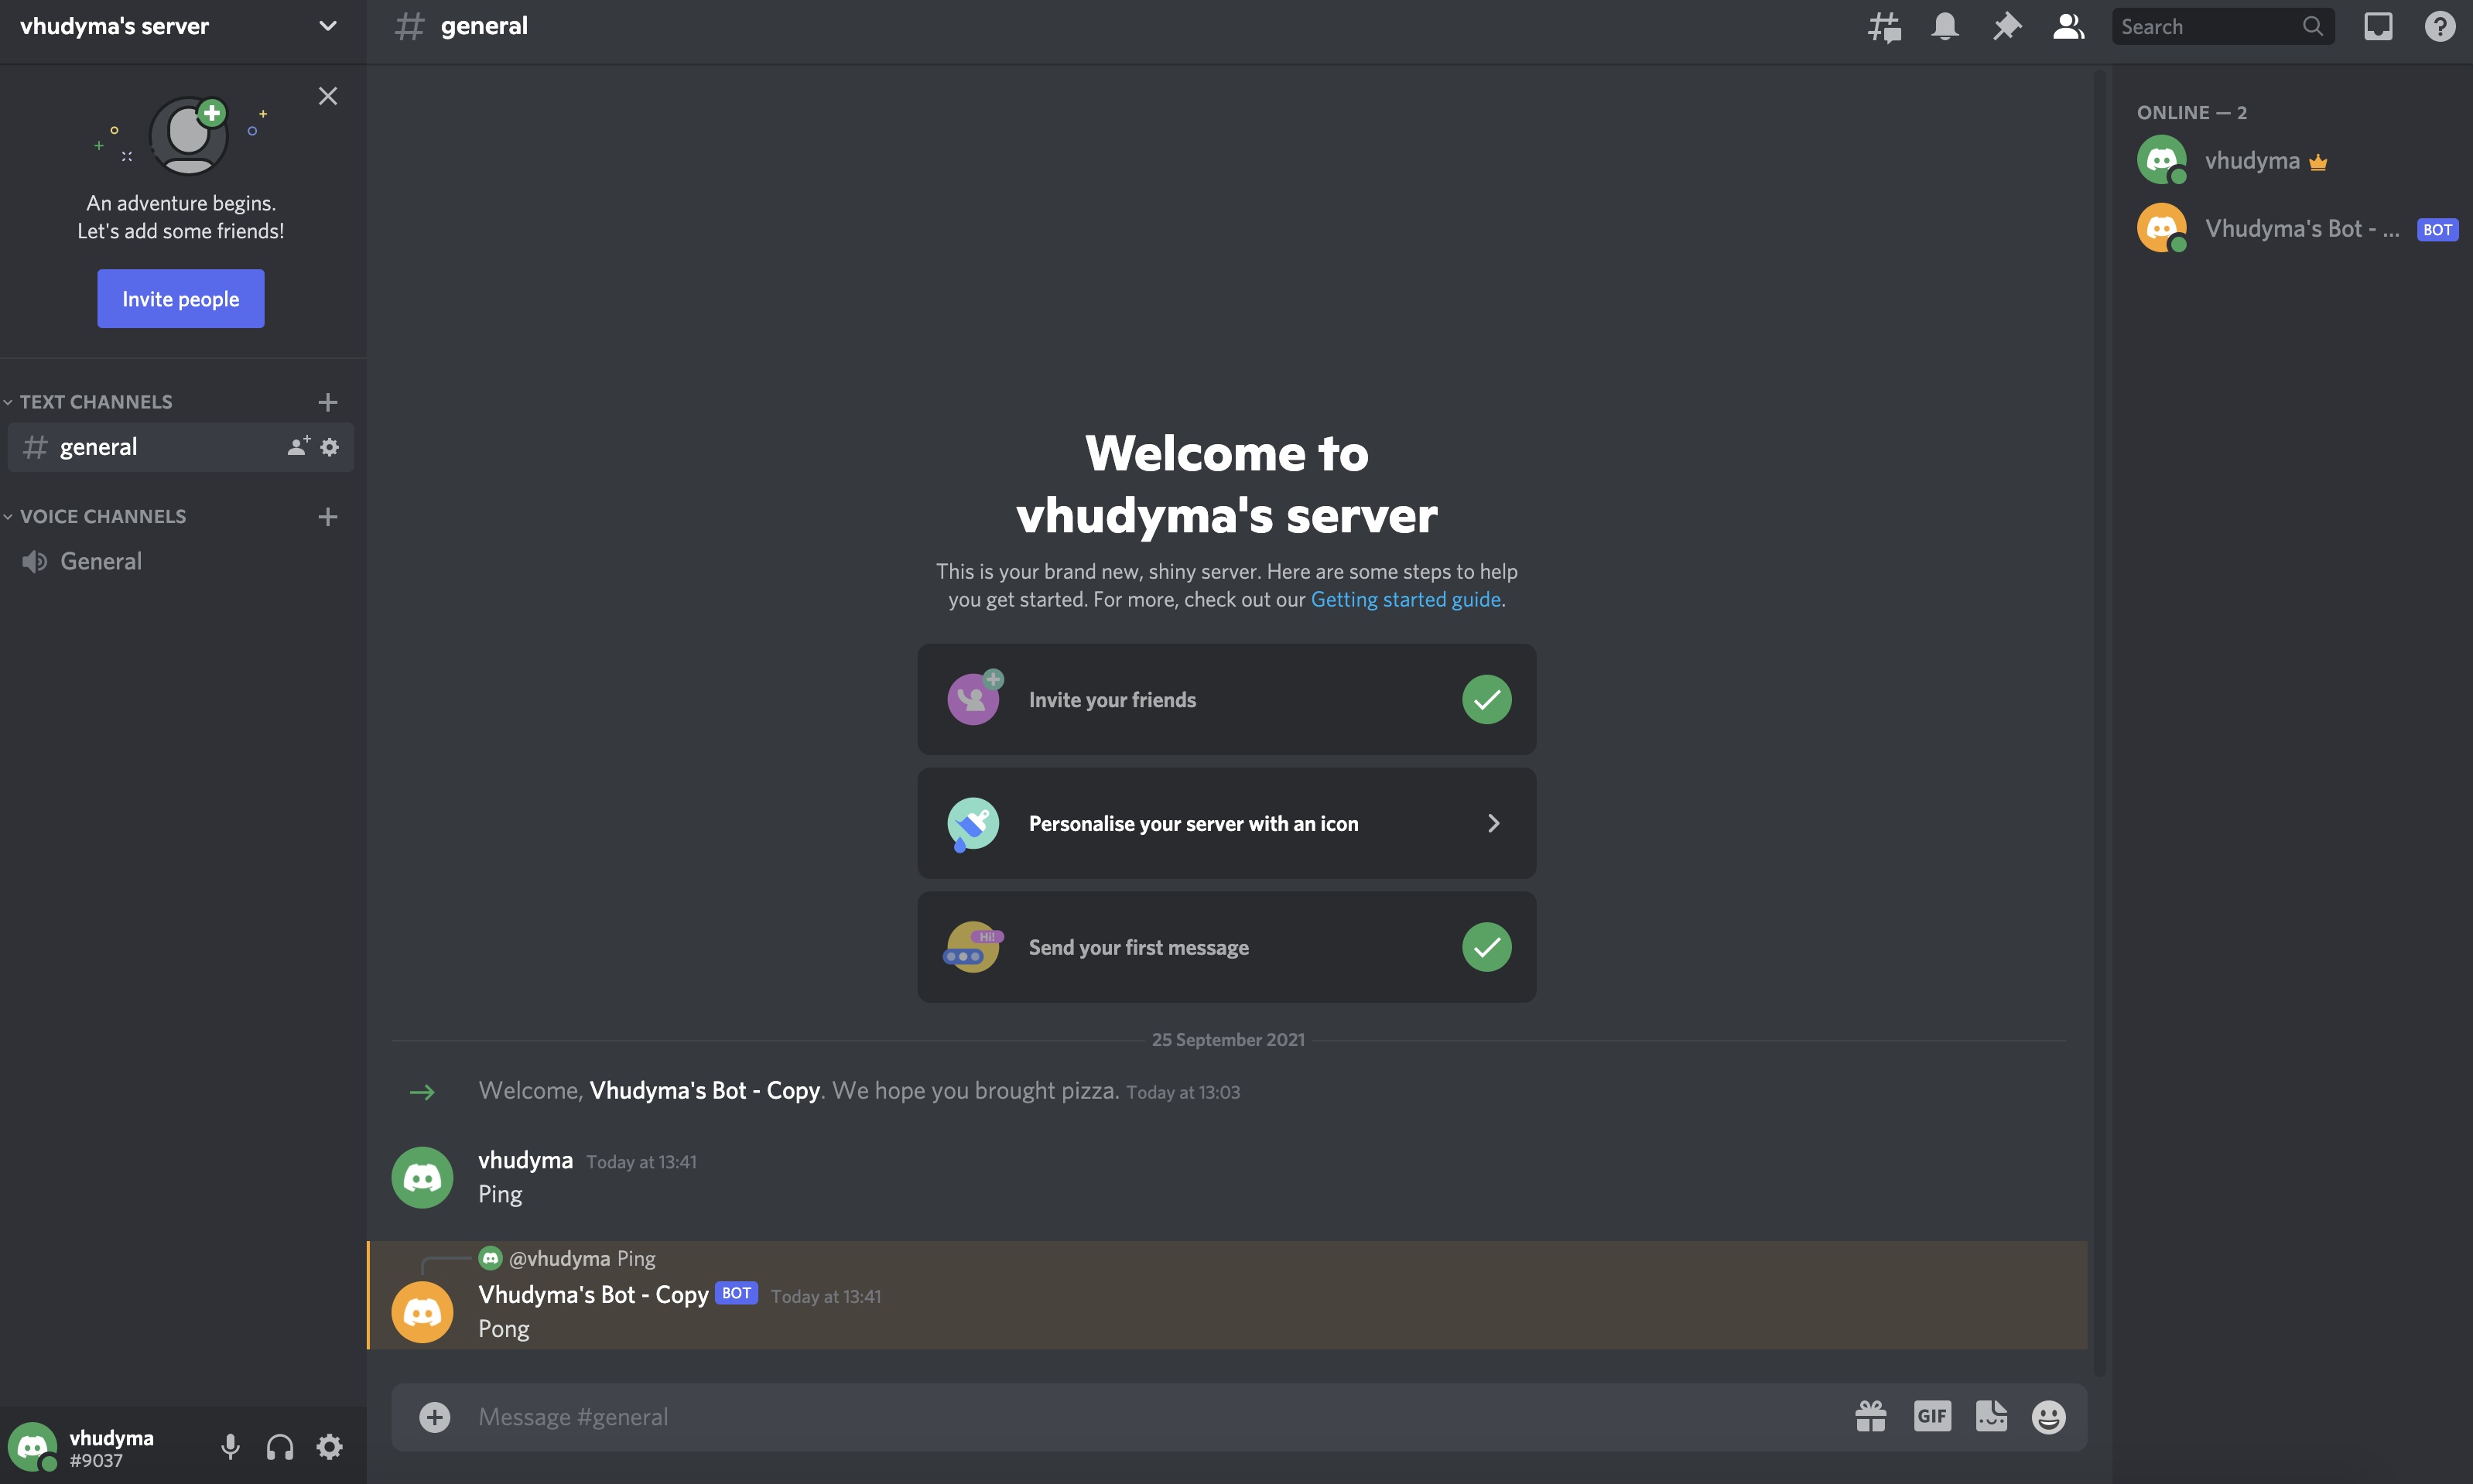 vhudyma's server
An adventure begins.
Let's add some friends!
Invite people
TEXT CHANNELS
general
VOICE CHANNELS
General
vhudyma
#9037
general
Search
Welcome to
vhudyma's server
This is your brand new, shiny server. Here are some steps to help
you get started. For more, check out our Getting started guide.
Invite your friends
Personalise your server with an icon
Hi!
Send your first message
25 September 2021
Welcome, Vhudyma's Bot - Copy. We hope you brought pizza. Today at 13:03
vhudyma Today at 13:41
Ping
@vhudyma Ping
Vhudyma's Bot - Copy BOT Today at 13:41
Pong
Message #general
GIF
ONLINE — 2
vhudyma
Vhudyma's Bot - ... BOT